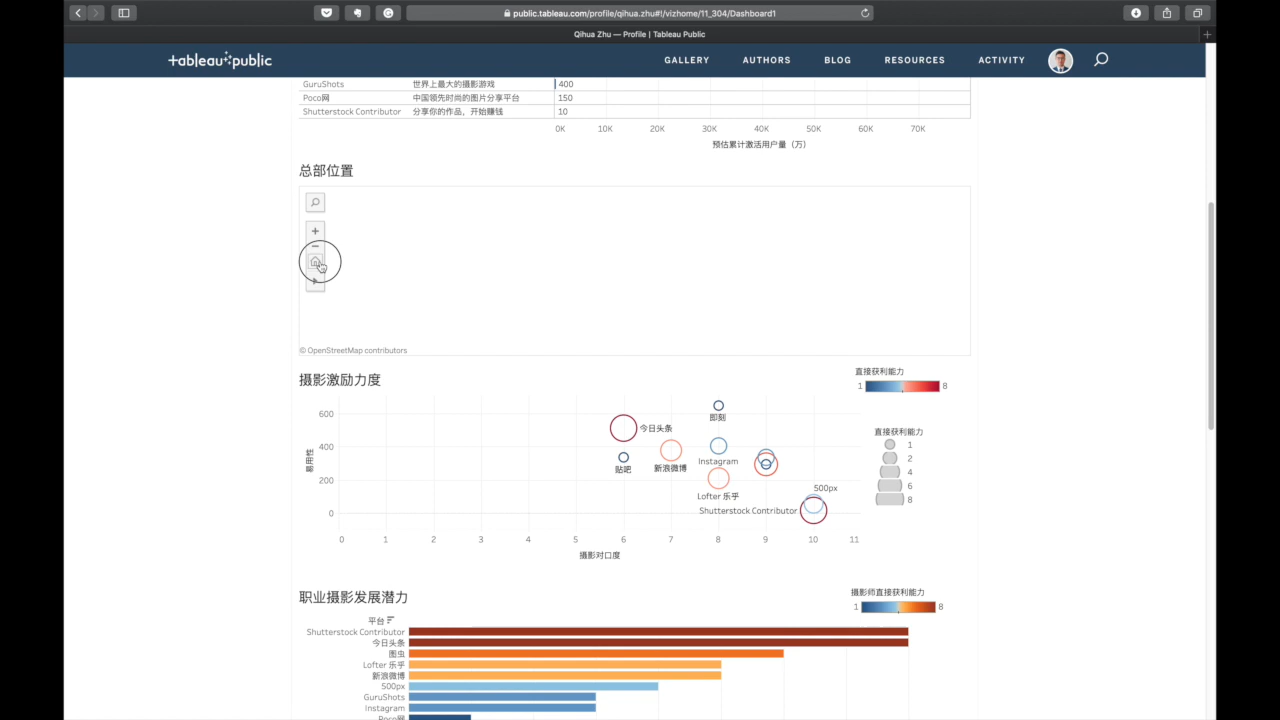 public.tableau.com/profile/qihua.zhu#!/vizhome/11_304/Dashboard1
Qihua Zhu — Profile | Tableau Public
+ableau public
GALLERY AUTHORS BLOG RESOURCES ACTIVITY
GuruShots 世界上最大的摄影游戏 400
Poco网 中国领先时尚的图片分享平台 150
Shutterstock Contributor 分享你的作品，开始赚钱 10
0K 10K 20K 30K 40K 50K 60K 70K
预估累计激活用户量（万）
总部位置
© OpenStreetMap contributors
摄影激励力度
直接获利能力
1 8
600
400
200
0
易用性
即刻
今日头条
贴吧
新浪微博
Instagram
Lofter 乐乎
500px
Shutterstock Contributor
0 1 2 3 4 5 6 7 8 9 10 11
摄影对口度
直接获利能力
1
2
4
6
8
职业摄影发展潜力
摄影师直接获利能力
1 8
平台
Shutterstock Contributor
今日头条
图虫
Lofter 乐乎
新浪微博
500px
GuruShots
Instagram
Poco网